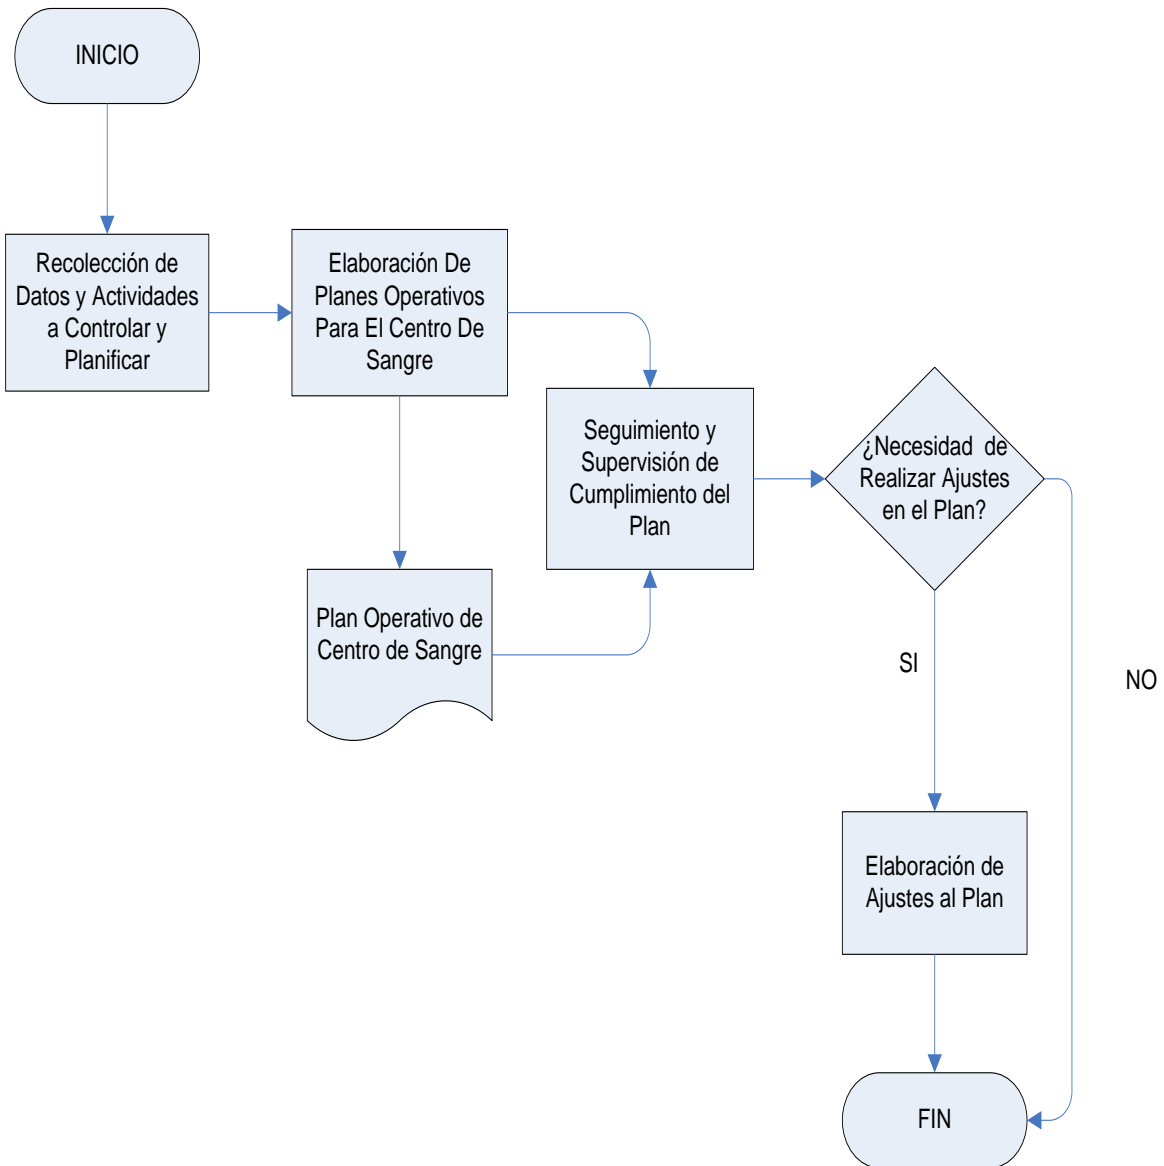 INICIO
Recolección de
Datos y Actividades
a Controlar y
Planificar
Elaboración De
Planes Operativos
Para El Centro De
Sangre
Seguimiento y
Supervisión de
Cumplimiento del
Plan
¿Necesidad de
Realizar Ajustes
en el Plan?
Plan Operativo de
Centro de Sangre
SI
NO
Elaboración de
Ajustes al Plan
FIN